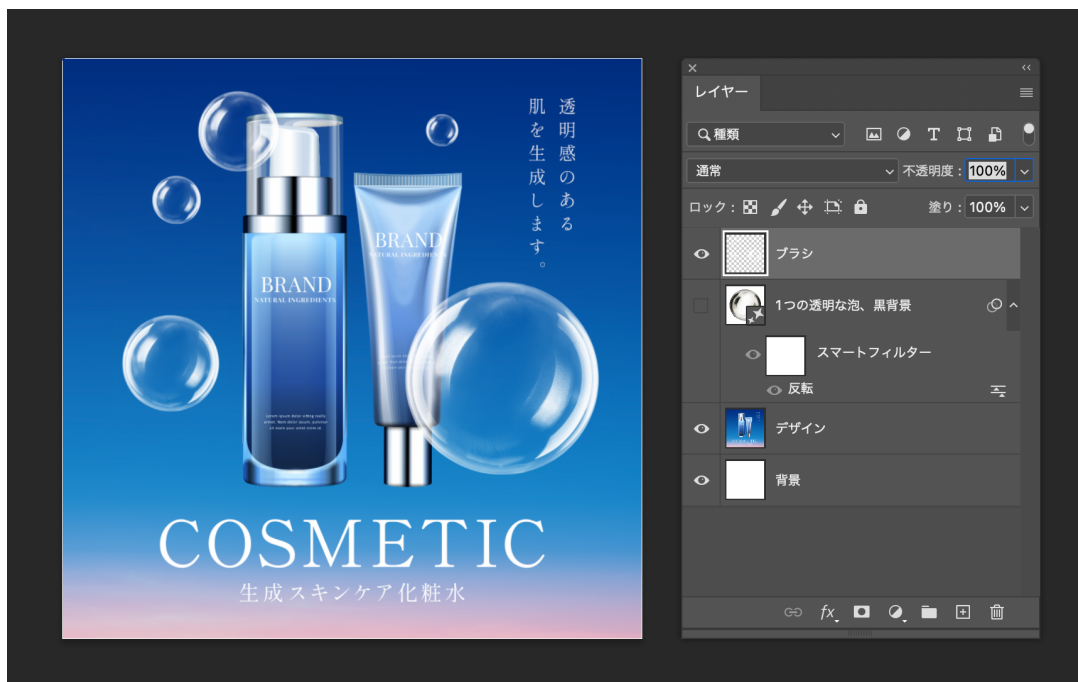 透明感のある
肌を生成します。
BRAND
NATURAL INGREDIENTS
BRAND
NATURAL INGREDIENTS
COSMETIC
生成スキンケア化粧水
レイヤー
種類
通常
不透明度：100%
ロック：
塗り：100%
ブラシ
1つの透明な泡、黒背景
スマートフィルター
反転
デザイン
背景
fx